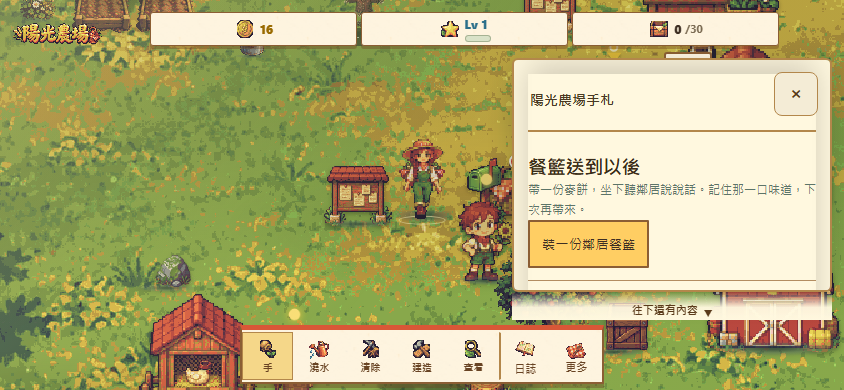 陽光農場
16
Lv 1
0 /30
陽光農場手札
×
餐籃送到以後
帶一份麥餅，坐下聽鄰居說說話。記住那一口味道，下
次再帶來。
裝一份鄰居餐籃
往下還有內容 ▼
手
澆水
清除
建造
查看
日誌
更多